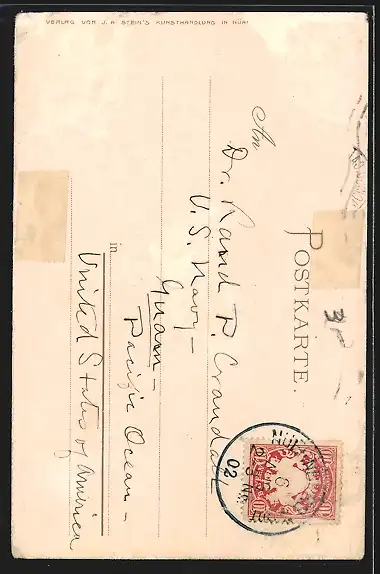 POSTKARTE.
An
Dr. Rand P. Crandall
U. S. Navy –
Guam –
Pacific Ocean –
in
United States of America
VERLAG VON J. A. STEIN'S KUNSTHANDLUNG IN
02
10